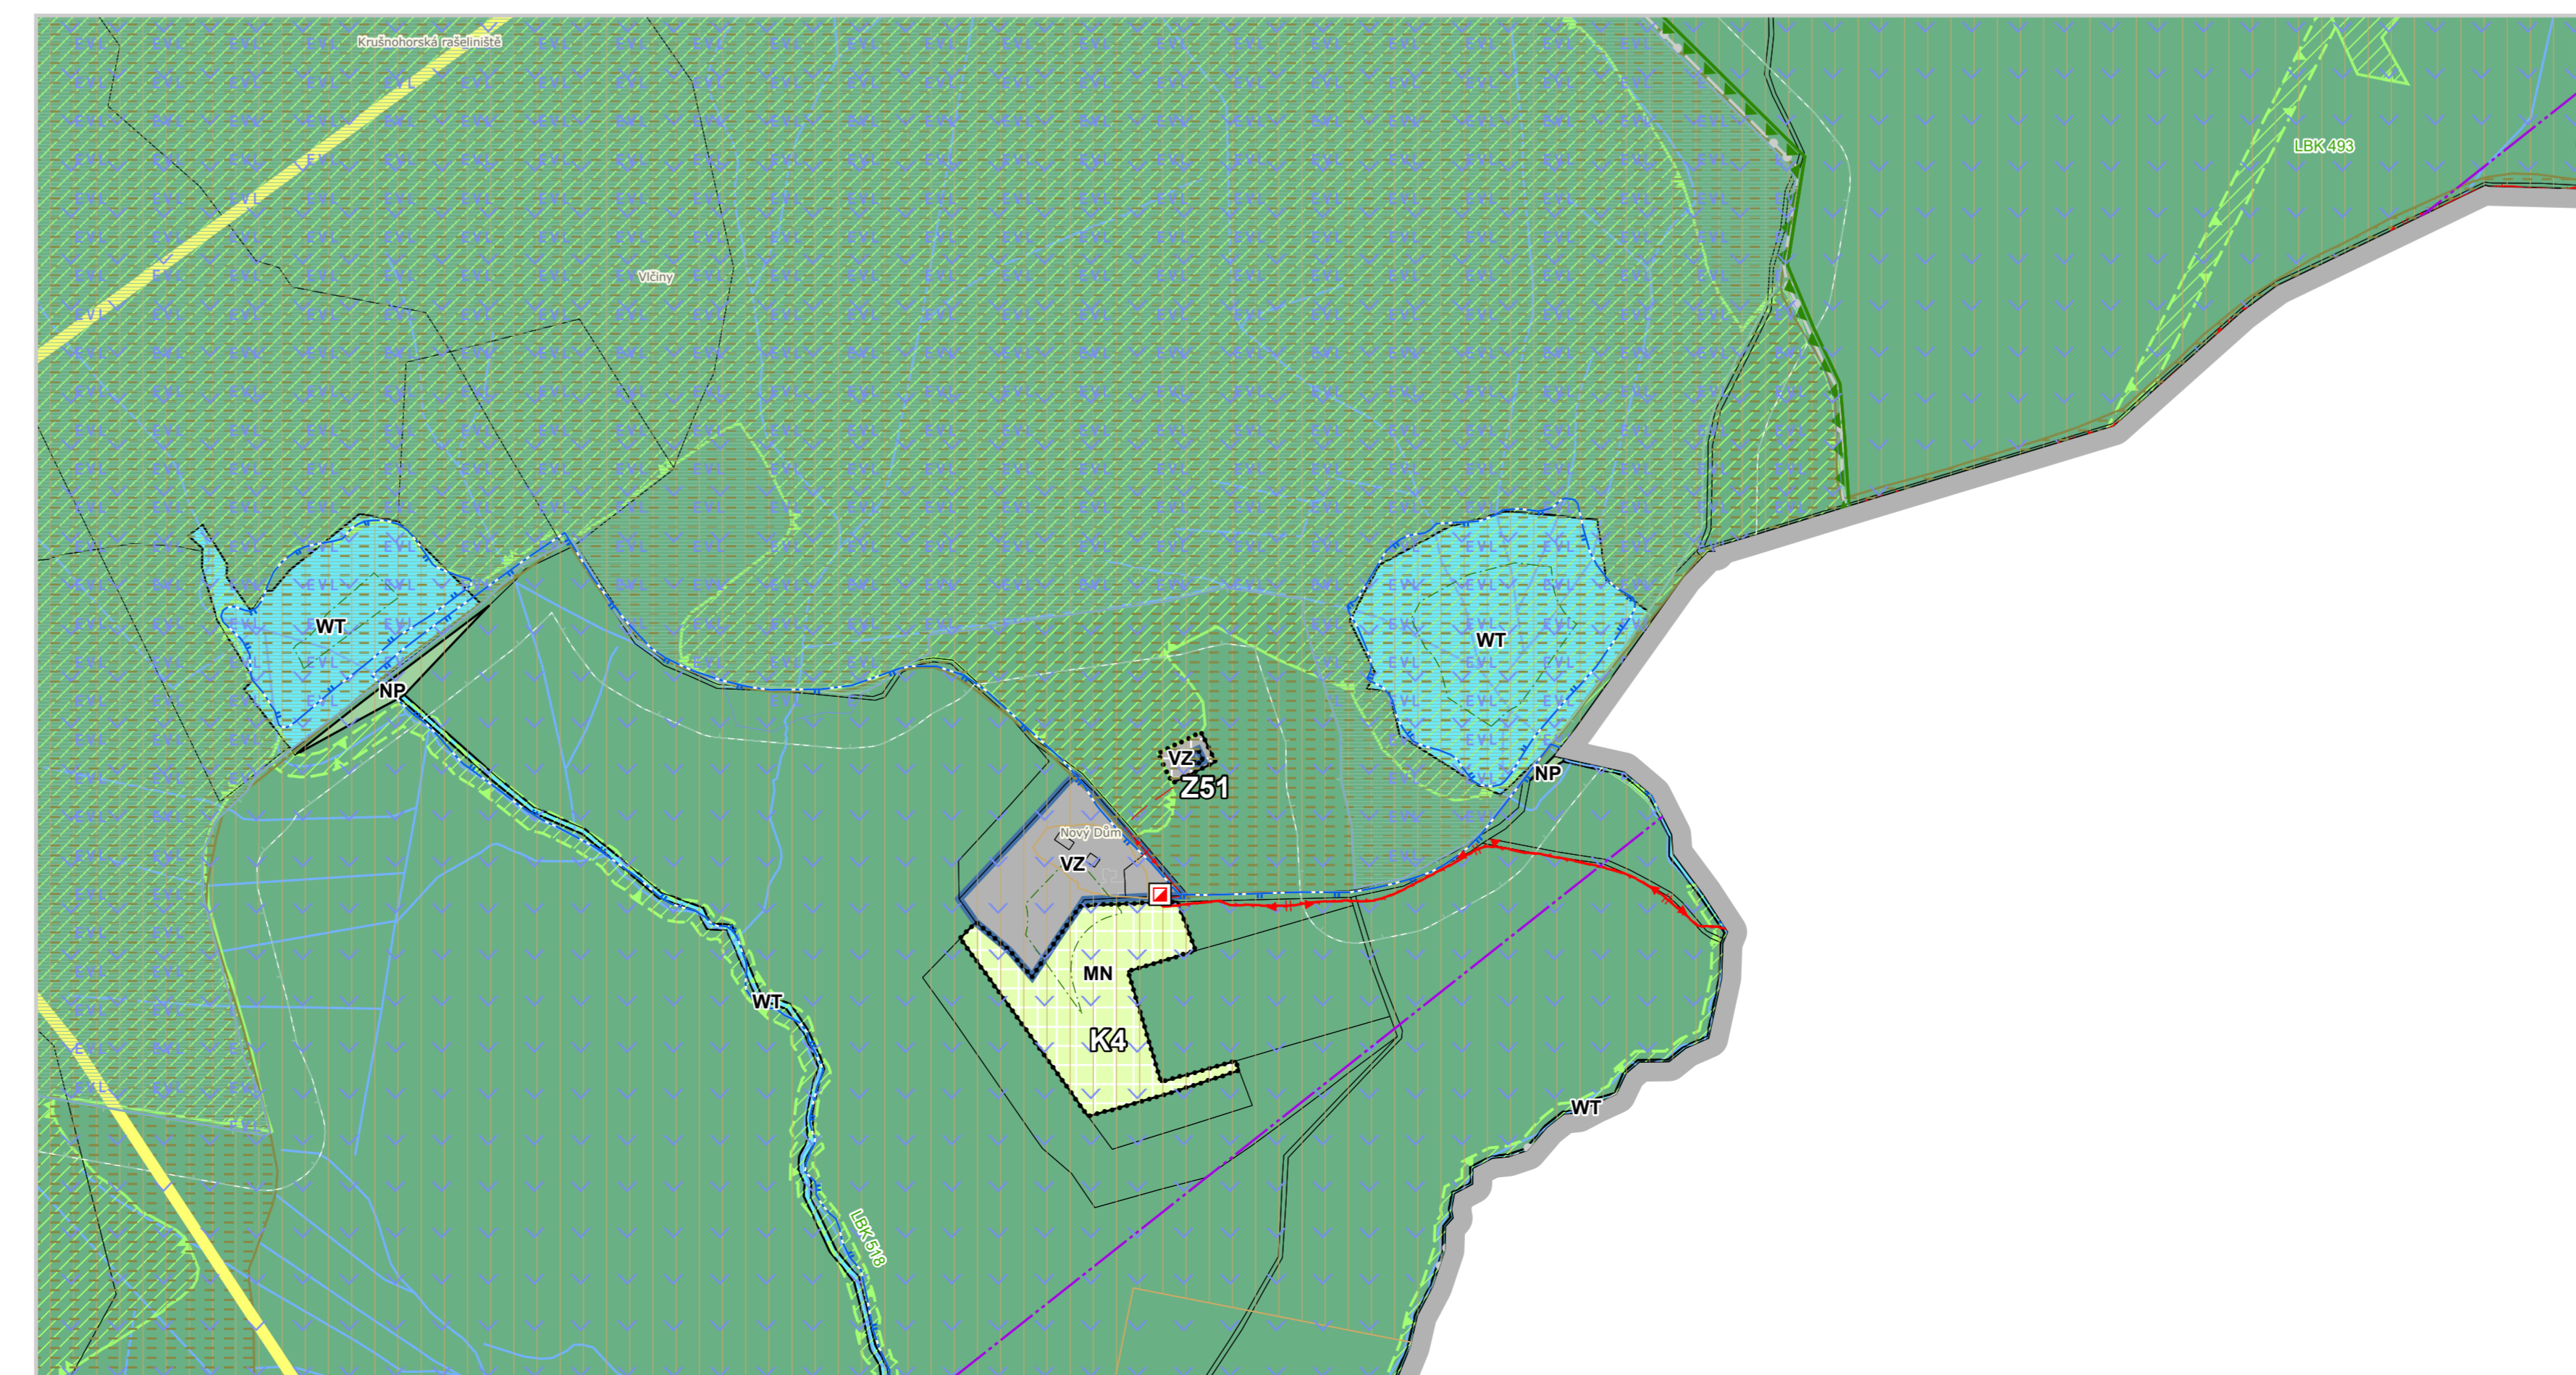 Krušnohorská rašeliniště
LBK 493
Vlčiny
WT
WT
NP
VZ
NP
Z51
Nový Dům
VZ
MN
WT
K4
WT
LBK 518
EVL